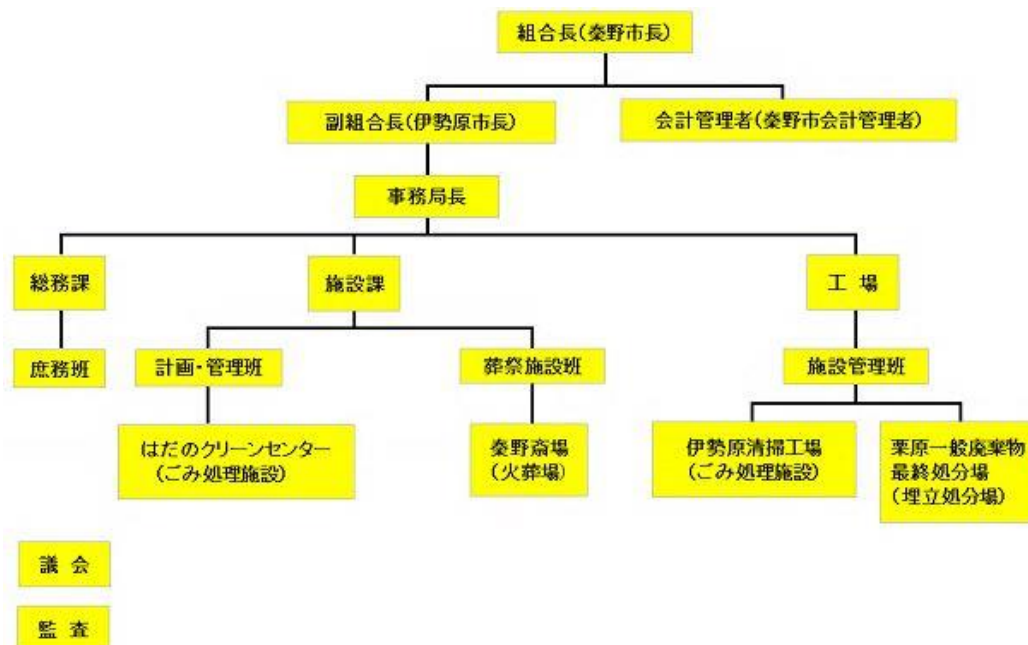 組合長(秦野市長)
副組合長(伊勢原市長)
会計管理者(秦野市会計管理者)
事務局長
総務課
施設課
工 場
庶務班
計画・管理班
葬祭施設班
施設管理班
はだのクリーンセンター
(ごみ処理施設)
秦野斎場
(火葬場)
伊勢原清掃工場
(ごみ処理施設)
栗原一般廃棄物
最終処分場
(埋立処分場)
議 会
監 査